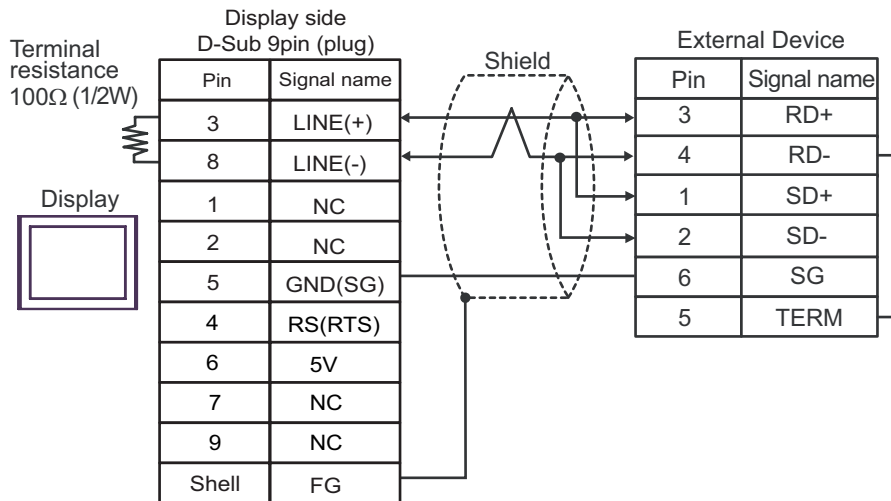 Display side
D-Sub 9pin (plug)
Terminal
resistance
100Ω (1/2W)
Shield
External Device
Display
Pin Signal name
3 LINE(+)
8 LINE(-)
1 NC
2 NC
5 GND(SG)
4 RS(RTS)
6 5V
7 NC
9 NC
Shell FG
Pin Signal name
3 RD+
4 RD-
1 SD+
2 SD-
6 SG
5 TERM